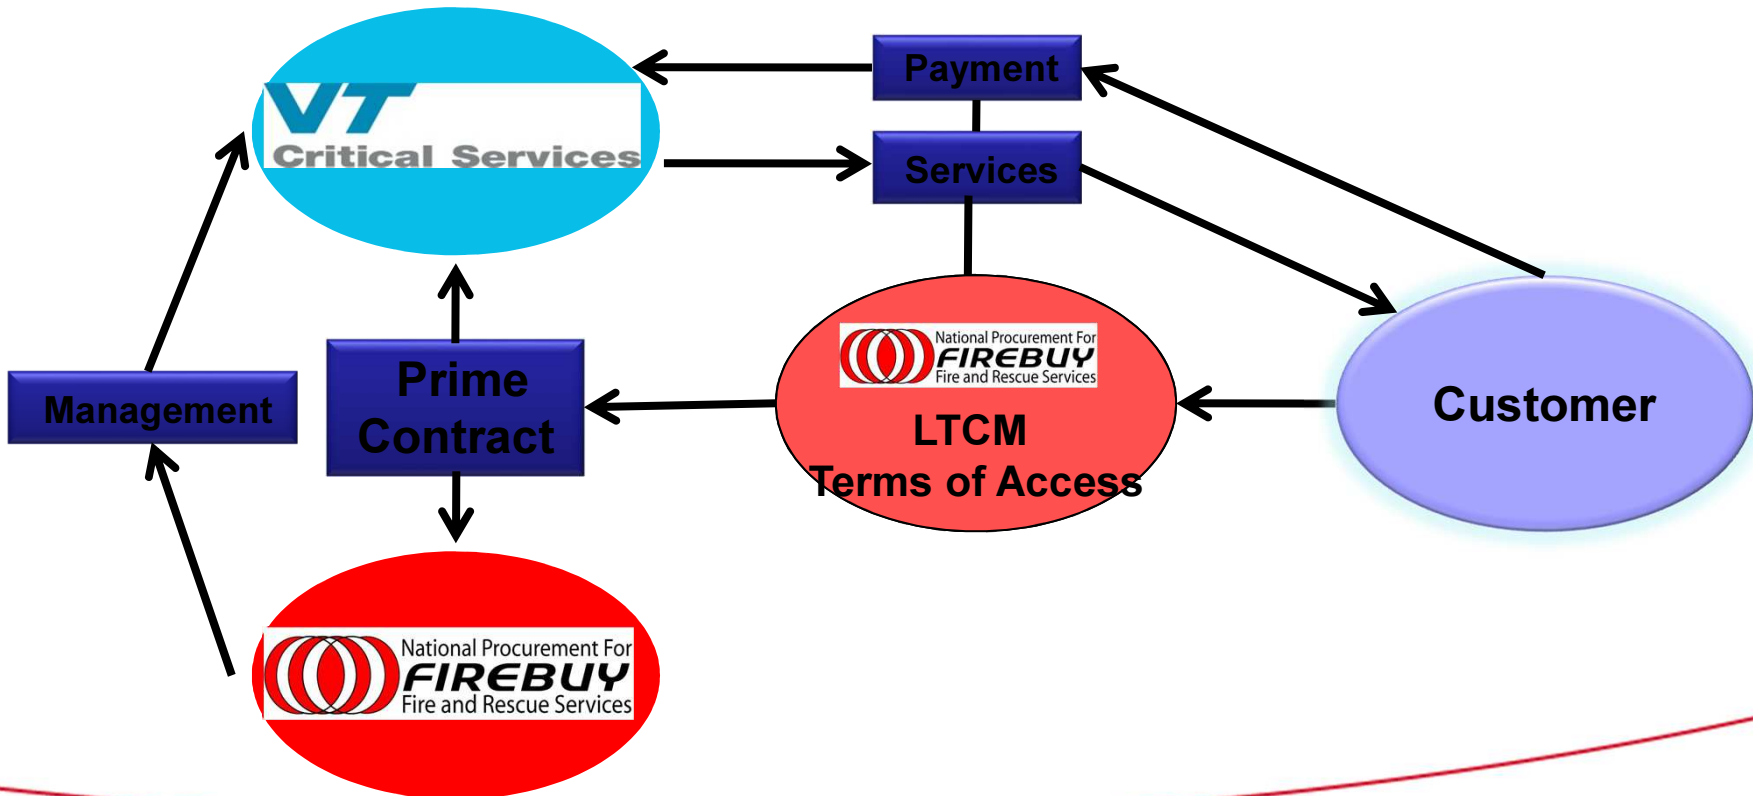 VT
Critical Services
Payment
Services
Management
Prime
Contract
National Procurement For
FIREBUY
Fire and Rescue Services
LTCM
Terms of Access
Customer
National Procurement For
FIREBUY
Fire and Rescue Services